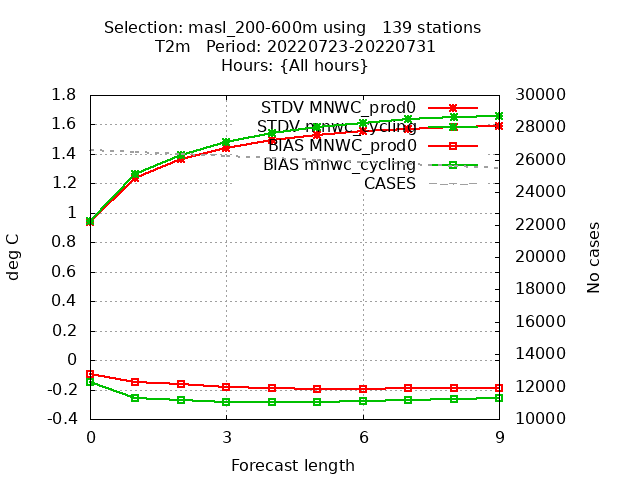 Selection: masl_200-600m using   139 stations
T2m   Period: 20220723-20220731
Hours: {All hours}
STDV MNWC_prod0
STDV mnwc_cycling
BIAS MNWC_prod0
BIAS mnwc_cycling
CASES
deg C
1.8
1.6
1.4
1.2
1
0.8
0.6
0.4
0.2
0
-0.2
-0.4
30000
28000
26000
24000
22000
20000
18000
16000
14000
12000
10000
No cases
0 3 6 9
Forecast length